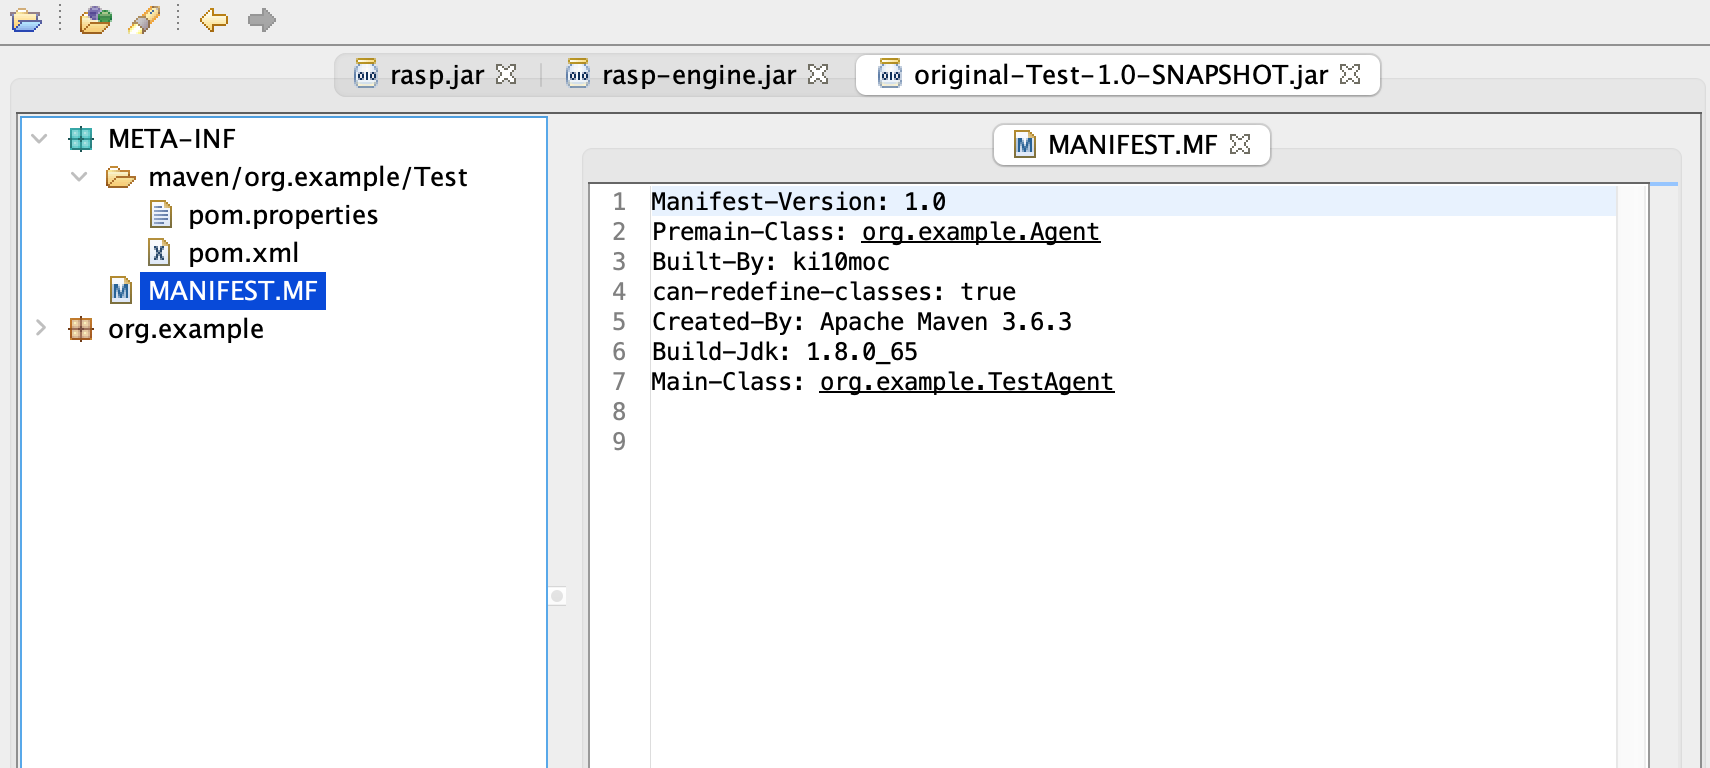 rasp.jar
rasp-engine.jar
original-Test-1.0-SNAPSHOT.jar
META-INF
maven/org.example/Test
pom.properties
pom.xml
MANIFEST.MF
org.example
MANIFEST.MF
1 Manifest-Version: 1.0
2 Premain-Class: org.example.Agent
3 Built-By: ki10moc
4 can-redefine-classes: true
5 Created-By: Apache Maven 3.6.3
6 Build-Jdk: 1.8.0_65
7 Main-Class: org.example.TestAgent
8
9